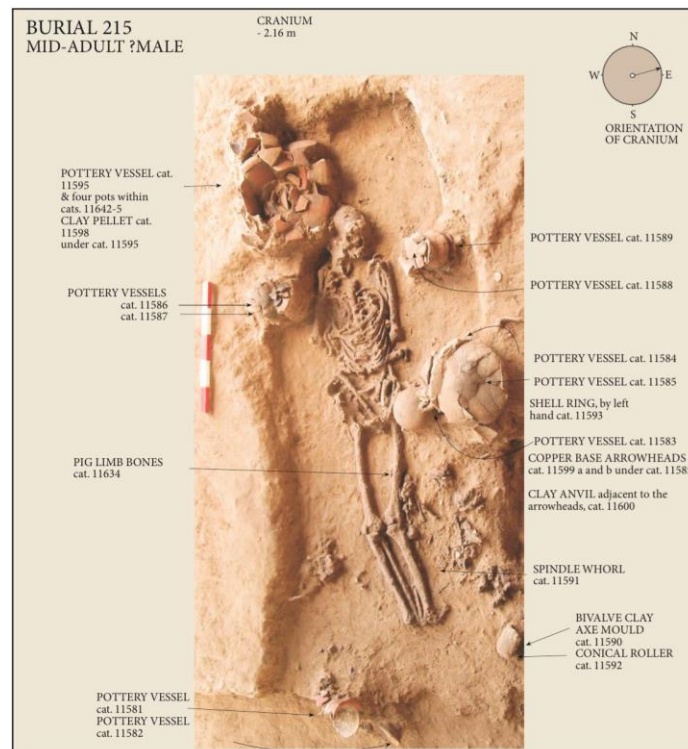 BURIAL 215
MID-ADULT ?MALE
CRANIUM
- 2.16 m
N
W
E
S
ORIENTATION
OF CRANIUM
POTTERY VESSEL cat.
11595
& four pots within
cats. 11642-5
CLAY PELLET cat.
11598
under cat. 11595
POTTERY VESSELS
cat. 11586
cat. 11587
PIG LIMB BONES
cat. 11634
POTTERY VESSEL
cat. 11581
POTTERY VESSEL
cat. 11582
POTTERY VESSEL cat. 11589
POTTERY VESSEL cat. 11588
POTTERY VESSEL cat. 11584
POTTERY VESSEL cat. 11585
SHELL RING, by left
hand cat. 11593
POTTERY VESSEL cat. 11583
COPPER BASE ARROWHEADS
cat. 11599 a and b under cat. 1158
CLAY ANVIL adjacent to the
arrowheads, cat. 11600
SPINDLE WHORL
cat. 11591
BIVALVE CLAY
AXE MOULD
cat. 11590
CONICAL ROLLER
cat. 11592